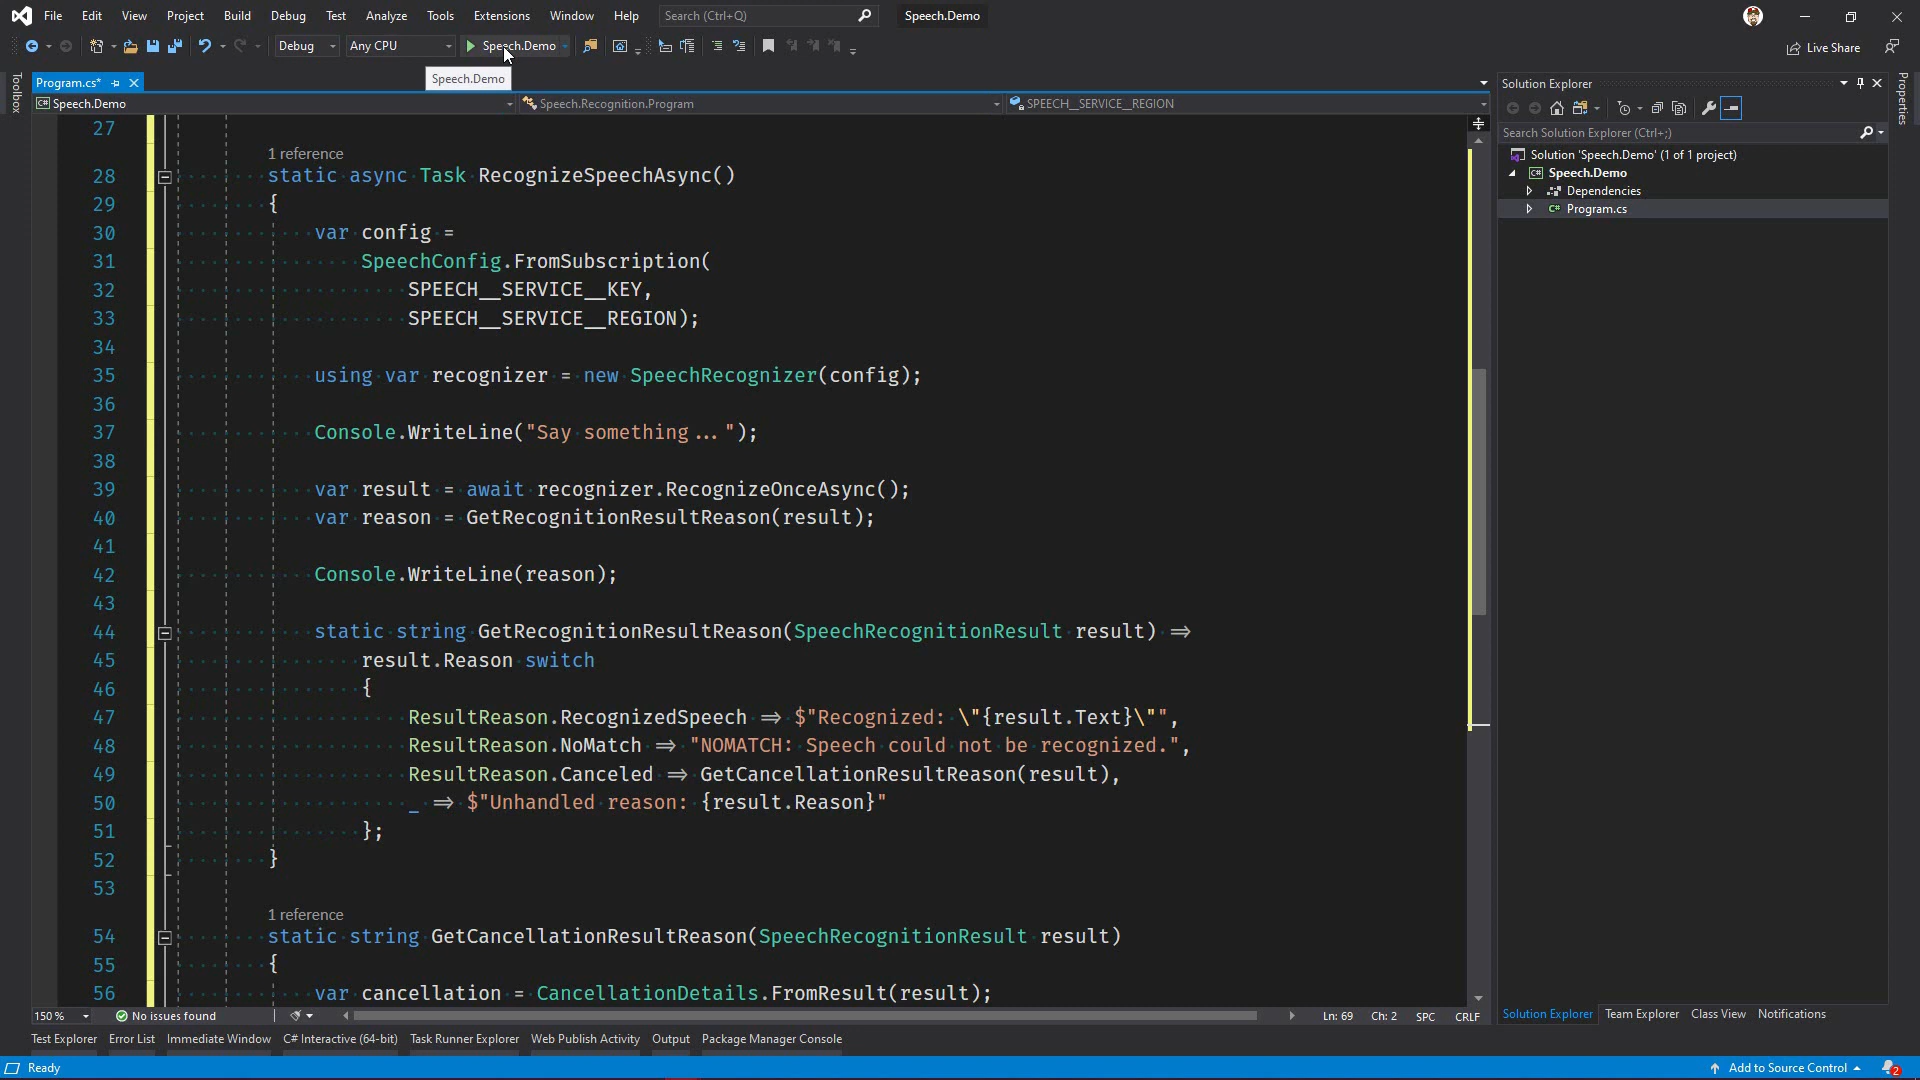 File Edit View Project Build Debug Test Analyze Tools Extensions Window Help Search (Ctrl+Q) Speech.Demo
Debug Any CPU Speech.Demo Live Share
Speech.Demo
Toolbox
Program.cs*
Speech.Demo Speech.Recognition.Program SPEECH__SERVICE__REGION
27
1 reference
28 static async Task RecognizeSpeechAsync()
29 {
30 var config =
31 SpeechConfig.FromSubscription(
32 SPEECH__SERVICE__KEY,
33 SPEECH__SERVICE__REGION);
34
35 using var recognizer = new SpeechRecognizer(config);
36
37 Console.WriteLine("Say something...");
38
39 var result = await recognizer.RecognizeOnceAsync();
40 var reason = GetRecognitionResultReason(result);
41
42 Console.WriteLine(reason);
43
44 static string GetRecognitionResultReason(SpeechRecognitionResult result) =>
45 result.Reason switch
46 {
47 ResultReason.RecognizedSpeech => $"Recognized: \"{result.Text}\"",
48 ResultReason.NoMatch => "NOMATCH: Speech could not be recognized.",
49 ResultReason.Canceled => GetCancellationResultReason(result),
50 _ => $"Unhandled reason: {result.Reason}"
51 };
52 }
53
1 reference
54 static string GetCancellationResultReason(SpeechRecognitionResult result)
55 {
56 var cancellation = CancellationDetails.FromResult(result);
150 % No issues found Ln: 69 Ch: 2 SPC CRLF
Test Explorer Error List Immediate Window C# Interactive (64-bit) Task Runner Explorer Web Publish Activity Output Package Manager Console
Solution Explorer
Search Solution Explorer (Ctrl+;)
Solution 'Speech.Demo' (1 of 1 project)
C# Speech.Demo
Dependencies
C# Program.cs
Solution Explorer Team Explorer Class View Notifications
Properties
Ready Add to Source Control 2